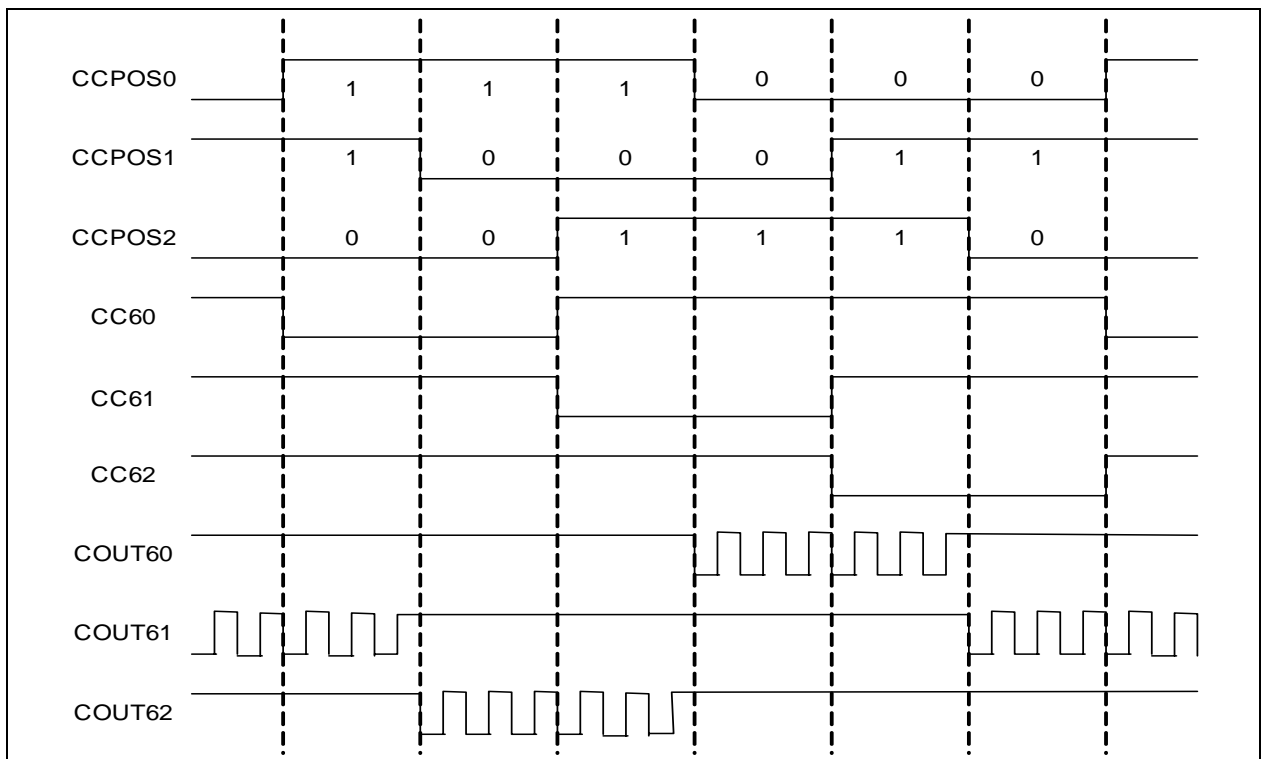 CCPOS0 1 1 1 0 0 0
CCPOS1 1 0 0 0 1 1
CCPOS2 0 0 1 1 1 0
CC60
CC61
CC62
COUT60
COUT61
COUT62